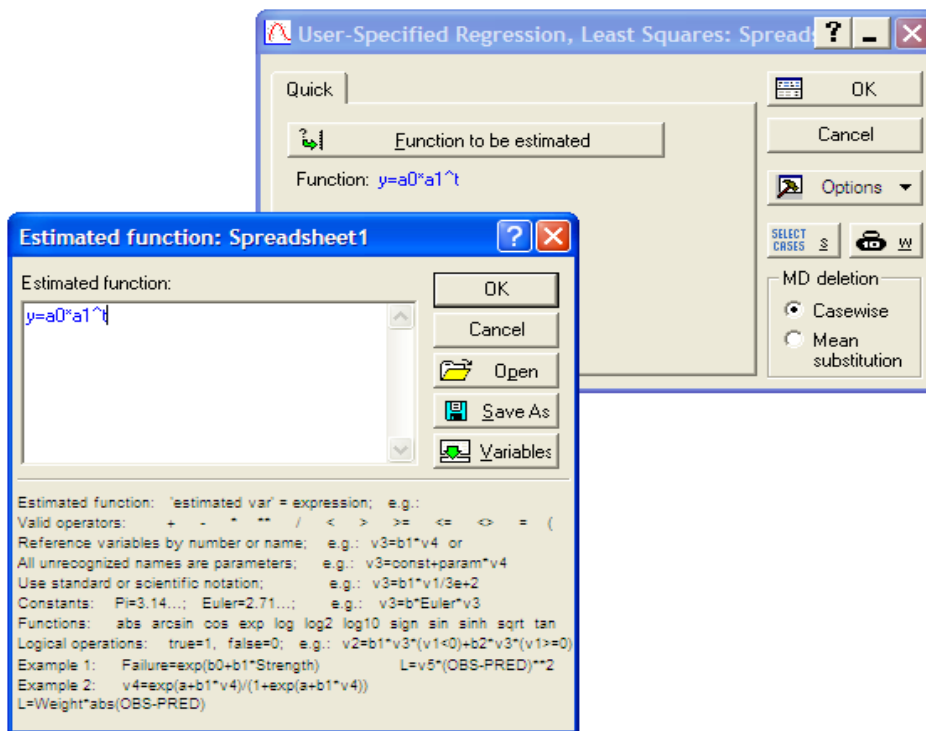 User-Specified Regression, Least Squares: Spreads
Quick
OK
Function to be estimated
Cancel
Function: y=a0*a1^t
Options
SELECT CASES S
W
MD deletion
Casewise
Mean substitution
Estimated function: Spreadsheet1
Estimated function:
OK
y=a0*a1^t
Cancel
Open
Save As
Variables
Estimated function: 'estimated var' = expression; e.g.:
Valid operators: + - * ** / < > >= <= <> = (
Reference variables by number or name; e.g.: v3=b1*v4 or
All unrecognized names are parameters; e.g.: v3=const+param*v4
Use standard or scientific notation; e.g.: v3=b1*v1/3e+2
Constants: Pi=3.14...; Euler=2.71...; e.g.: v3=b*Euler*v3
Functions: abs arcsin cos exp log log2 log10 sign sin sinh sqrt tan
Logical operations: true=1, false=0; e.g.: v2=b1*v3*(v1<0)+b2*v3*(v1>=0)
Example 1: Failure=exp(b0+b1*Strength) L=v5*(OBS-PRED)**2
Example 2: v4=exp(a+b1*v4)/(1+exp(a+b1*v4))
L=Weight*abs(OBS-PRED)